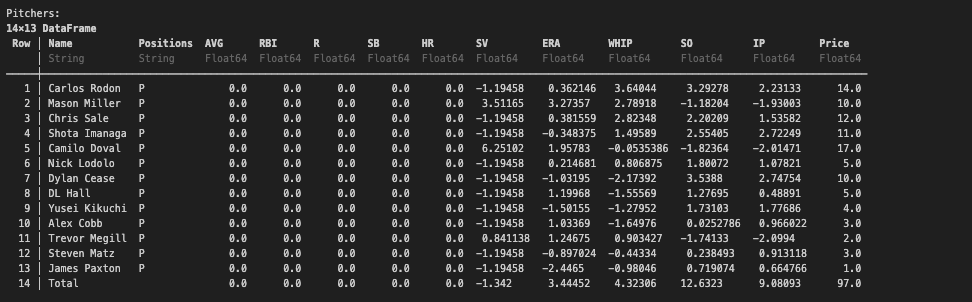 Pitchers:
14×13 DataFrame
Row │ Name Positions AVG RBI R SB HR SV ERA WHIP SO IP Price
│ String String Float64 Float64 Float64 Float64 Float64 Float64 Float64 Float64 Float64 Float64 Float64
1 │ Carlos Rodon P 0.0 0.0 0.0 0.0 0.0 −1.19458 0.362146 3.64044 3.29278 2.23133 14.0
2 │ Mason Miller P 0.0 0.0 0.0 0.0 0.0 3.51165 3.27357 2.78918 −1.18204 −1.93003 10.0
3 │ Chris Sale P 0.0 0.0 0.0 0.0 0.0 −1.19458 0.381559 2.82348 2.20209 1.53582 12.0
4 │ Shota Imanaga P 0.0 0.0 0.0 0.0 0.0 −1.19458 −0.348375 1.49589 2.55405 2.72249 11.0
5 │ Camilo Doval P 0.0 0.0 0.0 0.0 0.0 6.25102 1.95783 −0.0535386 −1.82364 −2.01471 17.0
6 │ Nick Lodolo P 0.0 0.0 0.0 0.0 0.0 −1.19458 0.214681 0.806875 1.80072 1.07821 5.0
7 │ Dylan Cease P 0.0 0.0 0.0 0.0 0.0 −1.19458 −1.03195 −2.17392 3.5388 2.74754 10.0
8 │ DL Hall P 0.0 0.0 0.0 0.0 0.0 −1.19458 1.19968 −1.55569 1.27695 0.48891 5.0
9 │ Yusei Kikuchi P 0.0 0.0 0.0 0.0 0.0 −1.19458 −1.50155 −1.27952 1.73103 1.77686 4.0
10 │ Alex Cobb P 0.0 0.0 0.0 0.0 0.0 −1.19458 1.03369 −1.64976 0.0252786 0.966022 3.0
11 │ Trevor Megill P 0.0 0.0 0.0 0.0 0.0 0.841138 1.24675 0.903427 −1.74133 −2.0994 2.0
12 │ Steven Matz P 0.0 0.0 0.0 0.0 0.0 −1.19458 −0.897024 −0.44334 0.238493 0.913118 3.0
13 │ James Paxton P 0.0 0.0 0.0 0.0 0.0 −1.19458 −2.4465 −0.98046 0.719074 0.664766 1.0
14 │ Total 0.0 0.0 0.0 0.0 0.0 −1.342 3.44452 4.32306 12.6323 9.08093 97.0